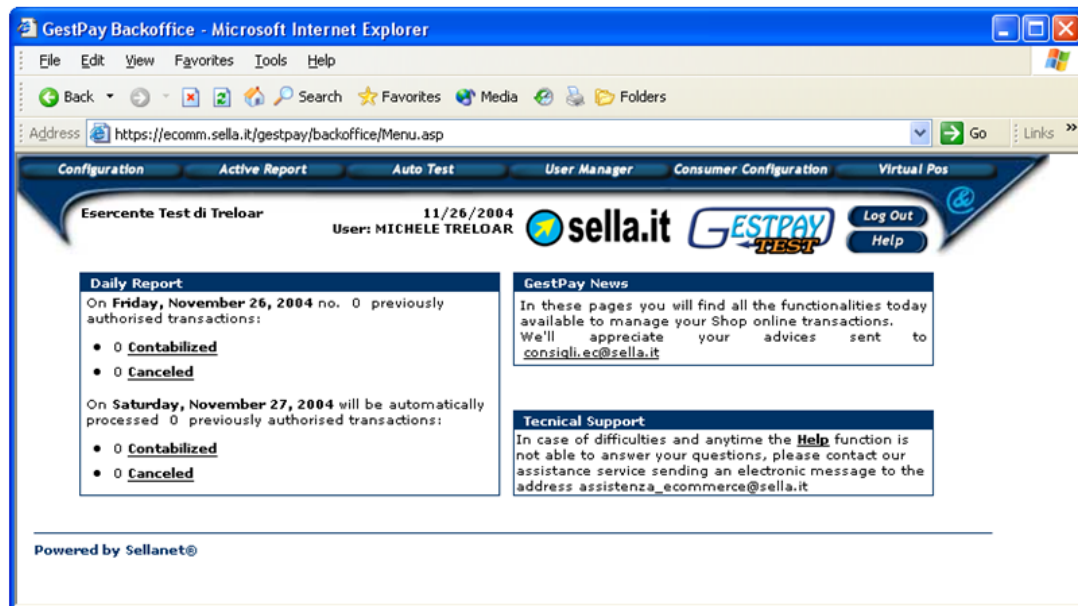 GestPay Backoffice - Microsoft Internet Explorer
File Edit View Favorites Tools Help
Back Search Favorites Media Folders
Address https://ecomm.sella.it/gestpay/backoffice/Menu.asp Go Links »
Configuration Active Report Auto Test User Manager Consumer Configuration Virtual Pos
&
Esercente Test di Treloar 11/26/2004
User: MICHELE TRELOAR
sella.it
GESTPAY
TEST
Log Out
Help
Daily Report
On Friday, November 26, 2004 no. 0 previously
authorised transactions:
• 0 Contabilized
• 0 Canceled
On Saturday, November 27, 2004 will be automatically
processed 0 previously authorised transactions:
• 0 Contabilized
• 0 Canceled
GestPay News
In these pages you will find all the functionalities today
available to manage your Shop online transactions.
We'll appreciate your advices sent to
consigli.ec@sella.it
Tecnical Support
In case of difficulties and anytime the Help function is
not able to answer your questions, please contact our
assistance service sending an electronic message to the
address assistenza_ecommerce@sella.it
Powered by Sellanet®